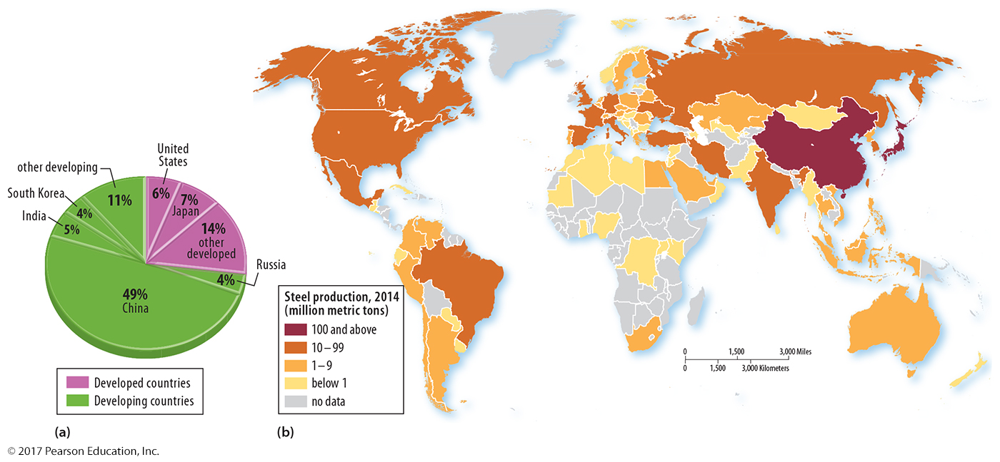 United
States
other developing
6%
7%
Japan
11%
South Korea
4%
India
5%
14%
other
developed
Russia
4%
49%
China
Developed countries
Developing countries
(a)
Steel production, 2014
(million metric tons)
100 and above
10–99
1–9
below 1
no data
0 1,500 3,000 Miles
0 1,500 3,000 Kilometers
(b)
© 2017 Pearson Education, Inc.